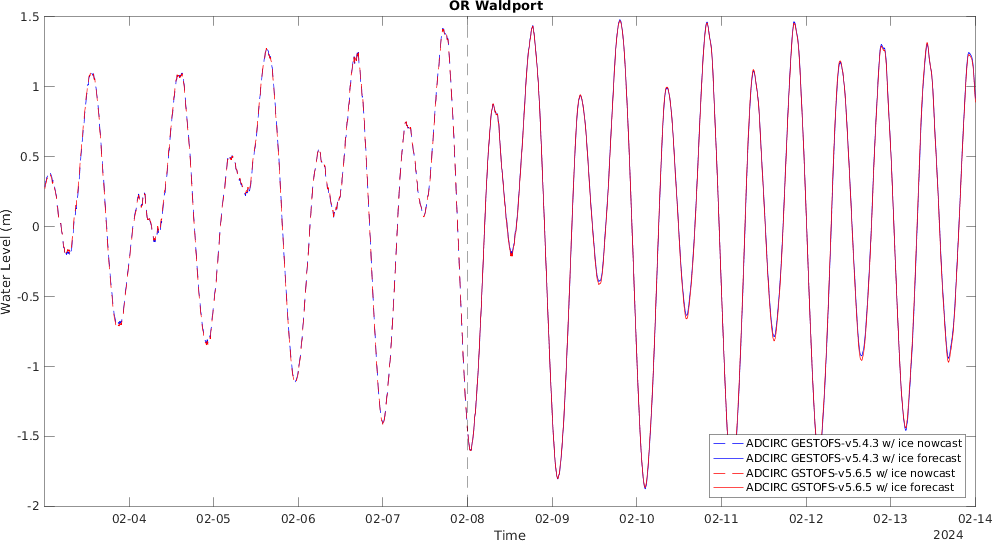 OR Waldport
1.5
1
0.5
0
-0.5
-1
-1.5
-2
Water Level (m)
ADCIRC GESTOFS-v5.4.3 w/ ice nowcast
ADCIRC GESTOFS-v5.4.3 w/ ice forecast
ADCIRC GSTOFS-v5.6.5 w/ ice nowcast
ADCIRC GSTOFS-v5.6.5 w/ ice forecast
02-04 02-05 02-06 02-07 02-08 02-09 02-10 02-11 02-12 02-13 02-14
Time
2024